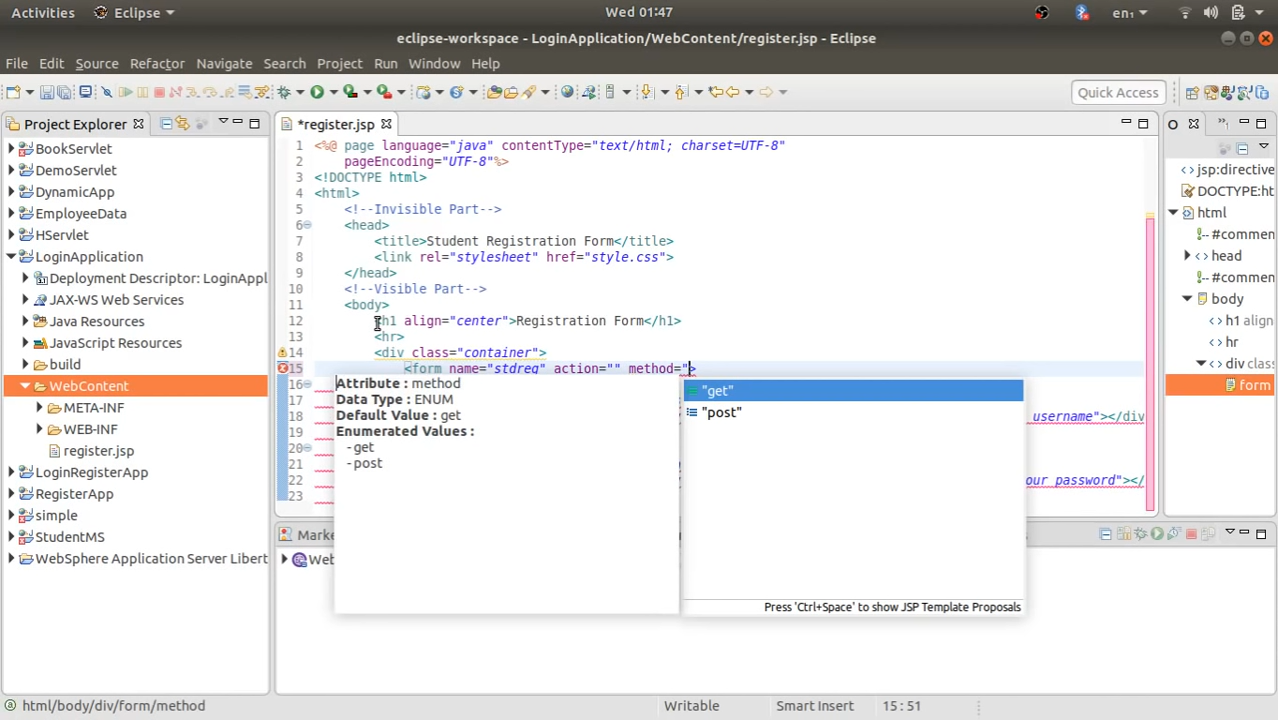 Activities Eclipse Wed 01:47 en1
eclipse-workspace - LoginApplication/WebContent/register.jsp - Eclipse
File Edit Source Refactor Navigate Search Project Run Window Help
Quick Access
Project Explorer
BookServlet
DemoServlet
DynamicApp
EmployeeData
HServlet
LoginApplication
Deployment Descriptor: LoginAppl
JAX-WS Web Services
Java Resources
JavaScript Resources
build
WebContent
META-INF
WEB-INF
register.jsp
LoginRegisterApp
RegisterApp
simple
StudentMS
WebSphere Application Server Libert
*register.jsp
1 <%@ page language="java" contentType="text/html; charset=UTF-8"
2 pageEncoding="UTF-8"%>
3 <!DOCTYPE html>
4 <html>
5 <!--Invisible Part-->
6 <head>
7 <title>Student Registration Form</title>
8 <link rel="stylesheet" href="style.css">
9 </head>
10 <!--Visible Part-->
11 <body>
12 <h1 align="center">Registration Form</h1>
13 <hr>
14 <div class="container">
15 <form name="stdreg" action="" method=">
16
17
18 username"></div
19
20
21
22 our password"></
23
Attribute : method
Data Type : ENUM
Default Value : get
Enumerated Values :
-get
-post
"get"
"post"
Press 'Ctrl+Space' to show JSP Template Proposals
O
jsp:directive
DOCTYPE:ht
html
#commen
head
#commen
body
h1 align
hr
div class
form
Marke
Web
html/body/div/form/method Writable Smart Insert 15 : 51